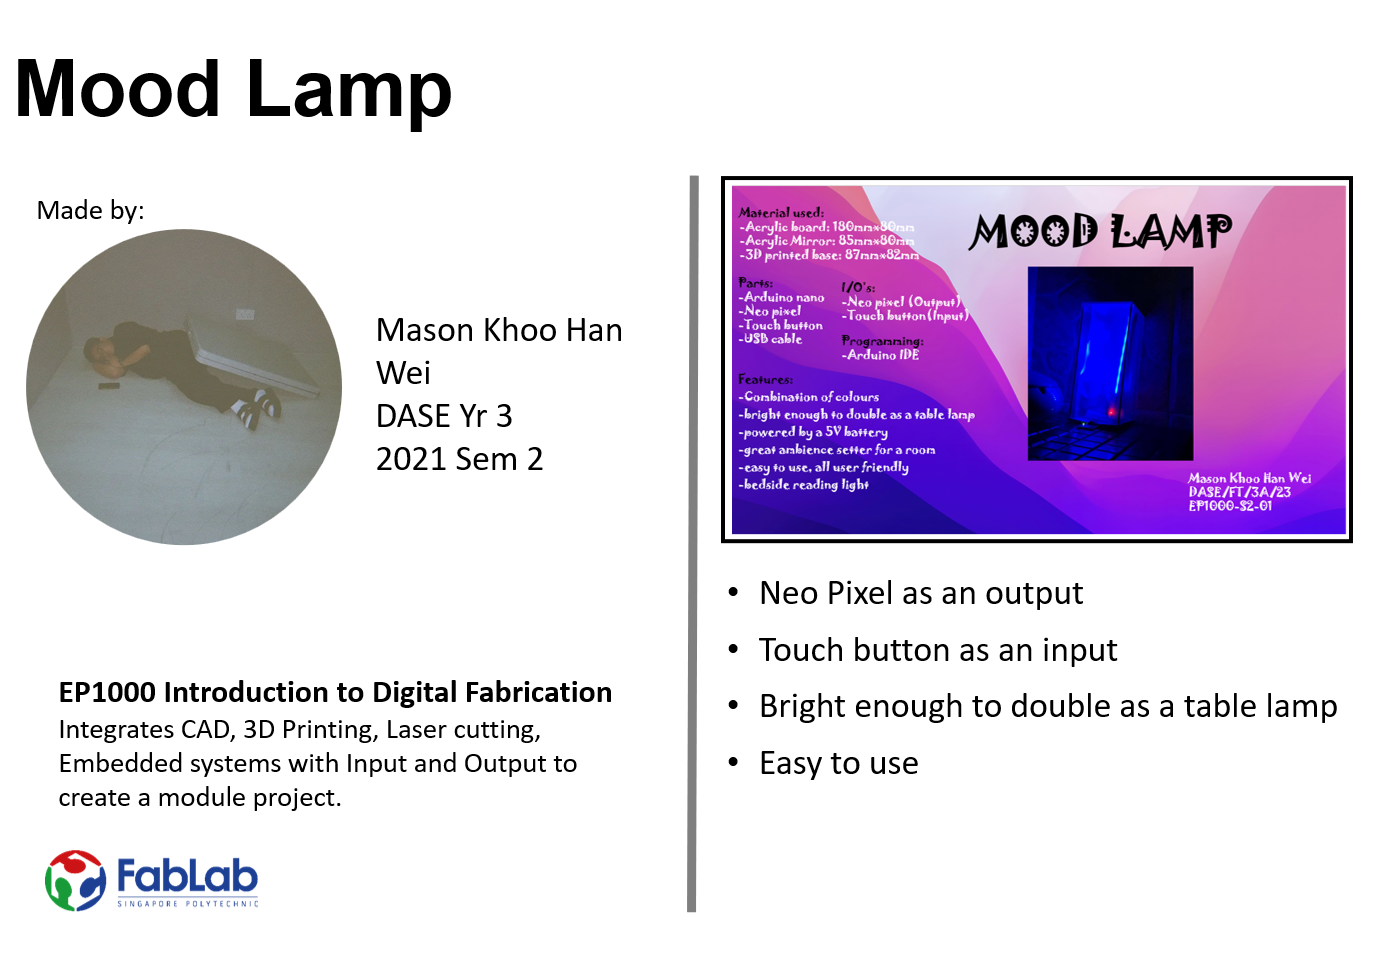 Mood Lamp
Made by:
Mason Khoo Han
Wei
DASE Yr 3
2021 Sem 2
EP1000 Introduction to Digital Fabrication
Integrates CAD, 3D Printing, Laser cutting,
Embedded systems with Input and Output to
create a module project.
FabLab
SINGAPORE POLYTECHNIC
MOOD LAMP
Material used:
-Acrylic board: 180mm*80mm
-Acrylic Mirror: 85mm*80mm
-3D printed base: 87mm*82mm
Parts:
-Arduino nano
-Neo pixel
-Touch button
-USB cable
I/O's:
-Neo pixel (Output)
-Touch button(Input)
Programming:
-Arduino IDE
Features:
-Combination of colours
-bright enough to double as a table lamp
-powered by a 5V battery
-great ambience setter for a room
-easy to use, all user friendly
-bedside reading light
Mason Khoo Han Wei
DASE/FT/3A/23
EP1000-S2-01
• Neo Pixel as an output
• Touch button as an input
• Bright enough to double as a table lamp
• Easy to use